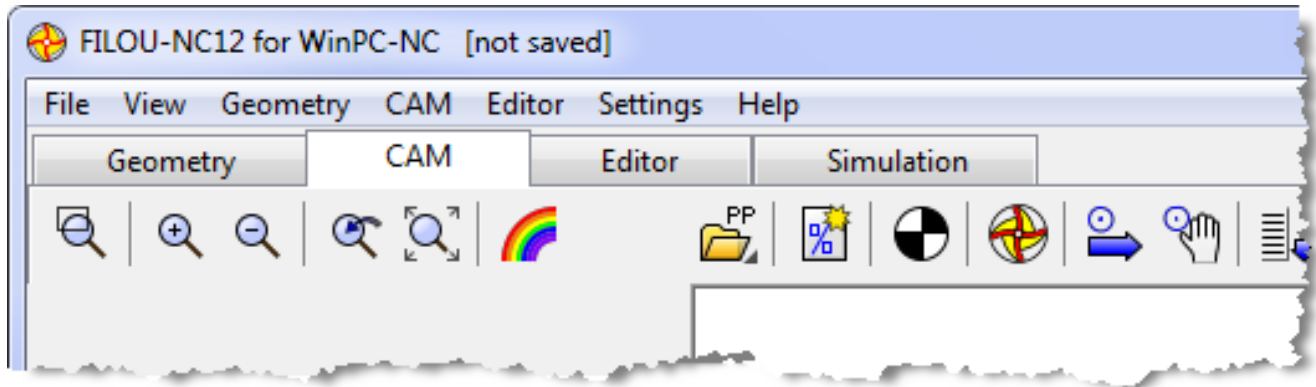 FILOU-NC12 for WinPC-NC [not saved]
File View Geometry CAM Editor Settings Help
Geometry CAM Editor Simulation
PP